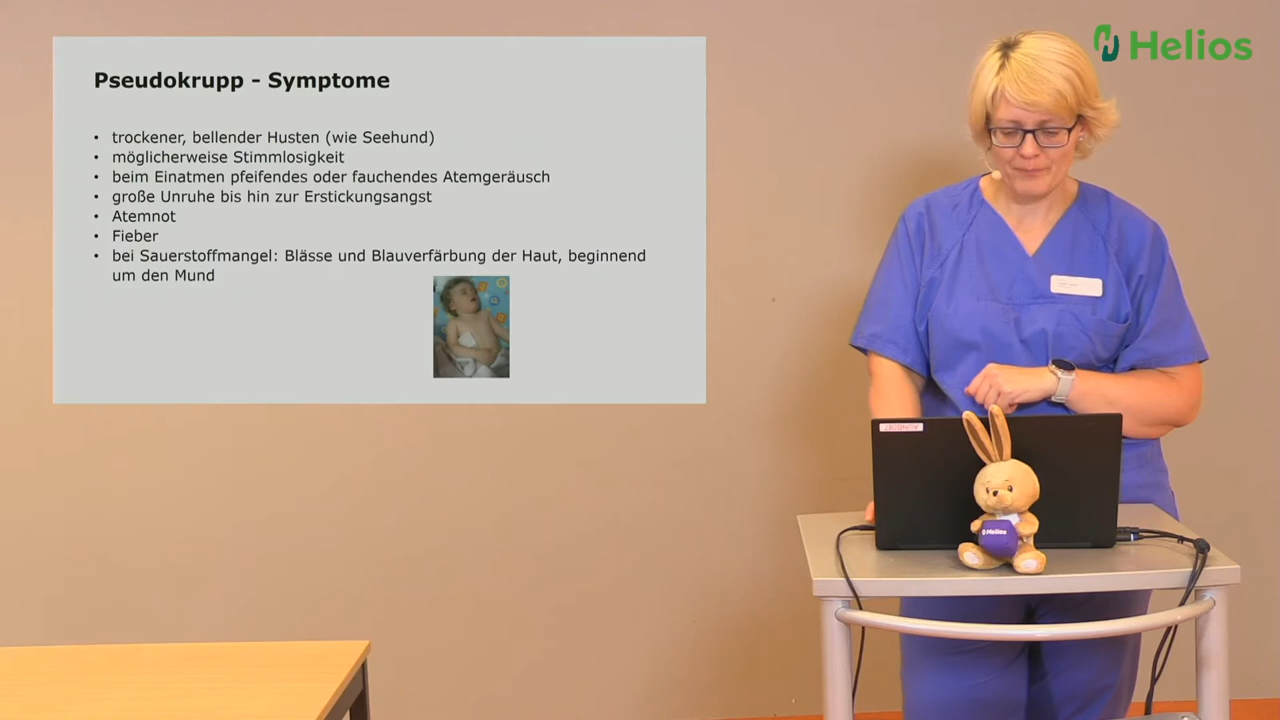 Helios
Pseudokrupp - Symptome
• trockener, bellender Husten (wie Seehund)
• möglicherweise Stimmlosigkeit
• beim Einatmen pfeifendes oder fauchendes Atemgeräusch
• große Unruhe bis hin zur Erstickungsangst
• Atemnot
• Fieber
• bei Sauerstoffmangel: Blässe und Blauverfärbung der Haut, beginnend
um den Mund
Helios